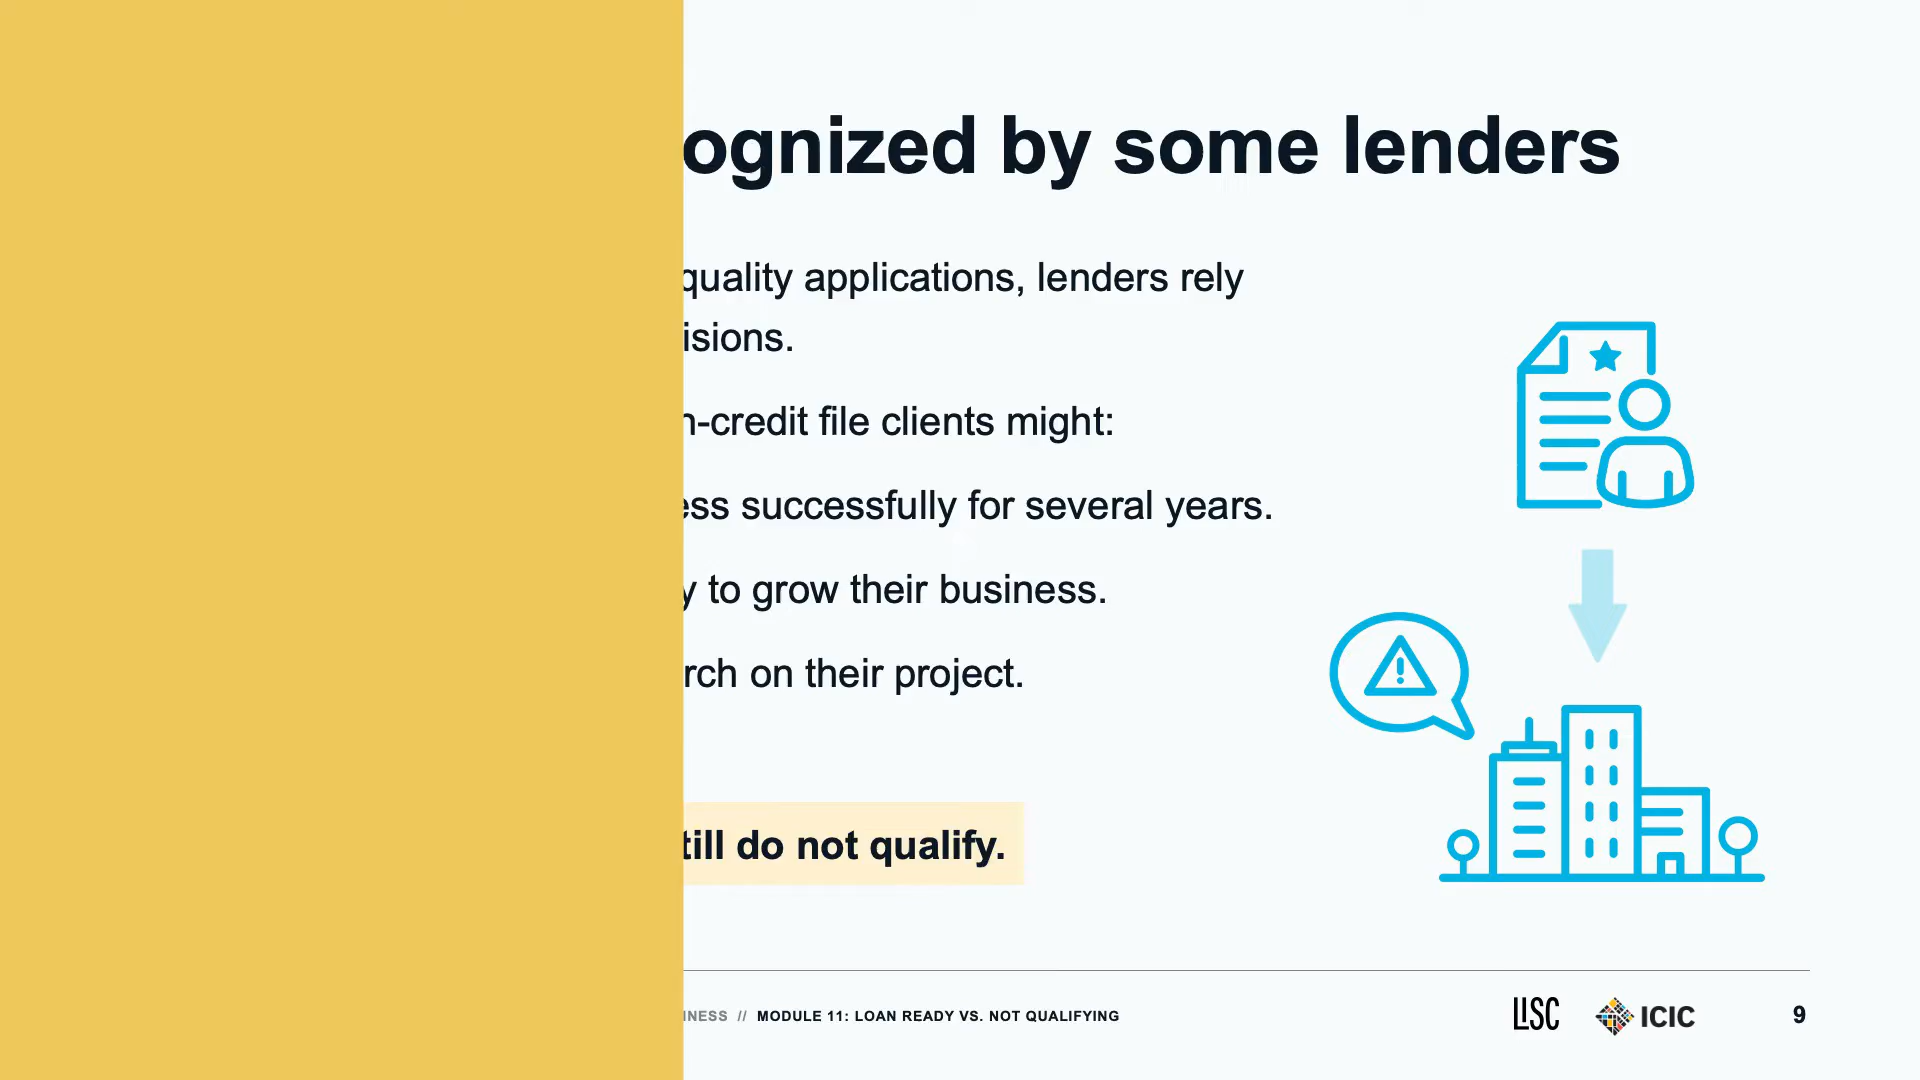 ognized by some lenders
quality applications, lenders rely
isions.
n-credit file clients might:
ess successfully for several years.
y to grow their business.
rch on their project.
till do not qualify.
INESS // MODULE 11: LOAN READY VS. NOT QUALIFYING
LISC ICIC 9